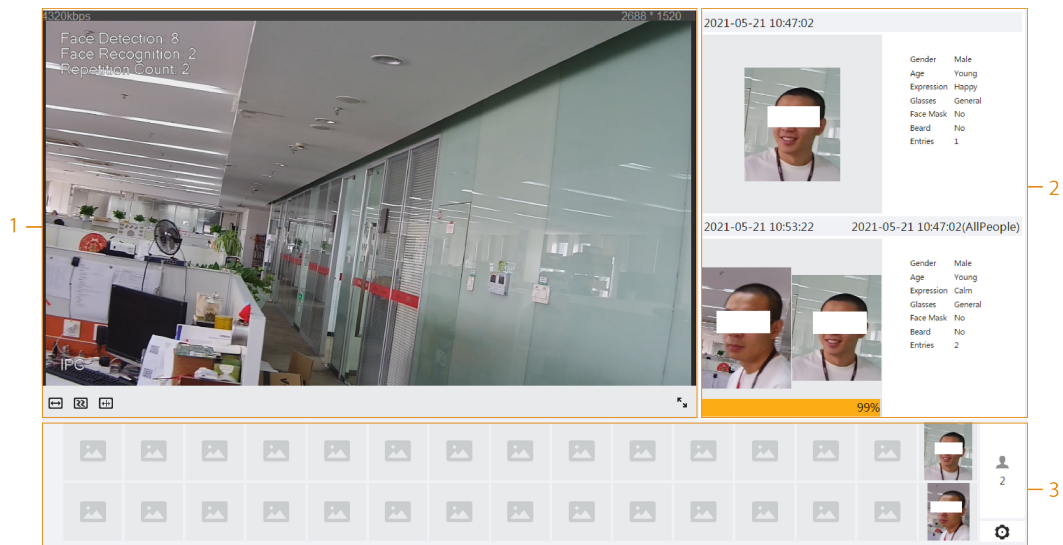 4320kbps
2688 * 1520
Face Detection: 8
Face Recognition: 2
Repetition Count: 2
IPC
1
2021-05-21 10:47:02
Gender Male
Age Young
Expression Happy
Glasses General
Face Mask No
Beard No
Entries 1
2
2021-05-21 10:53:22 2021-05-21 10:47:02(AllPeople)
Gender Male
Age Young
Expression Calm
Glasses General
Face Mask No
Beard No
Entries 2
99%
2
3